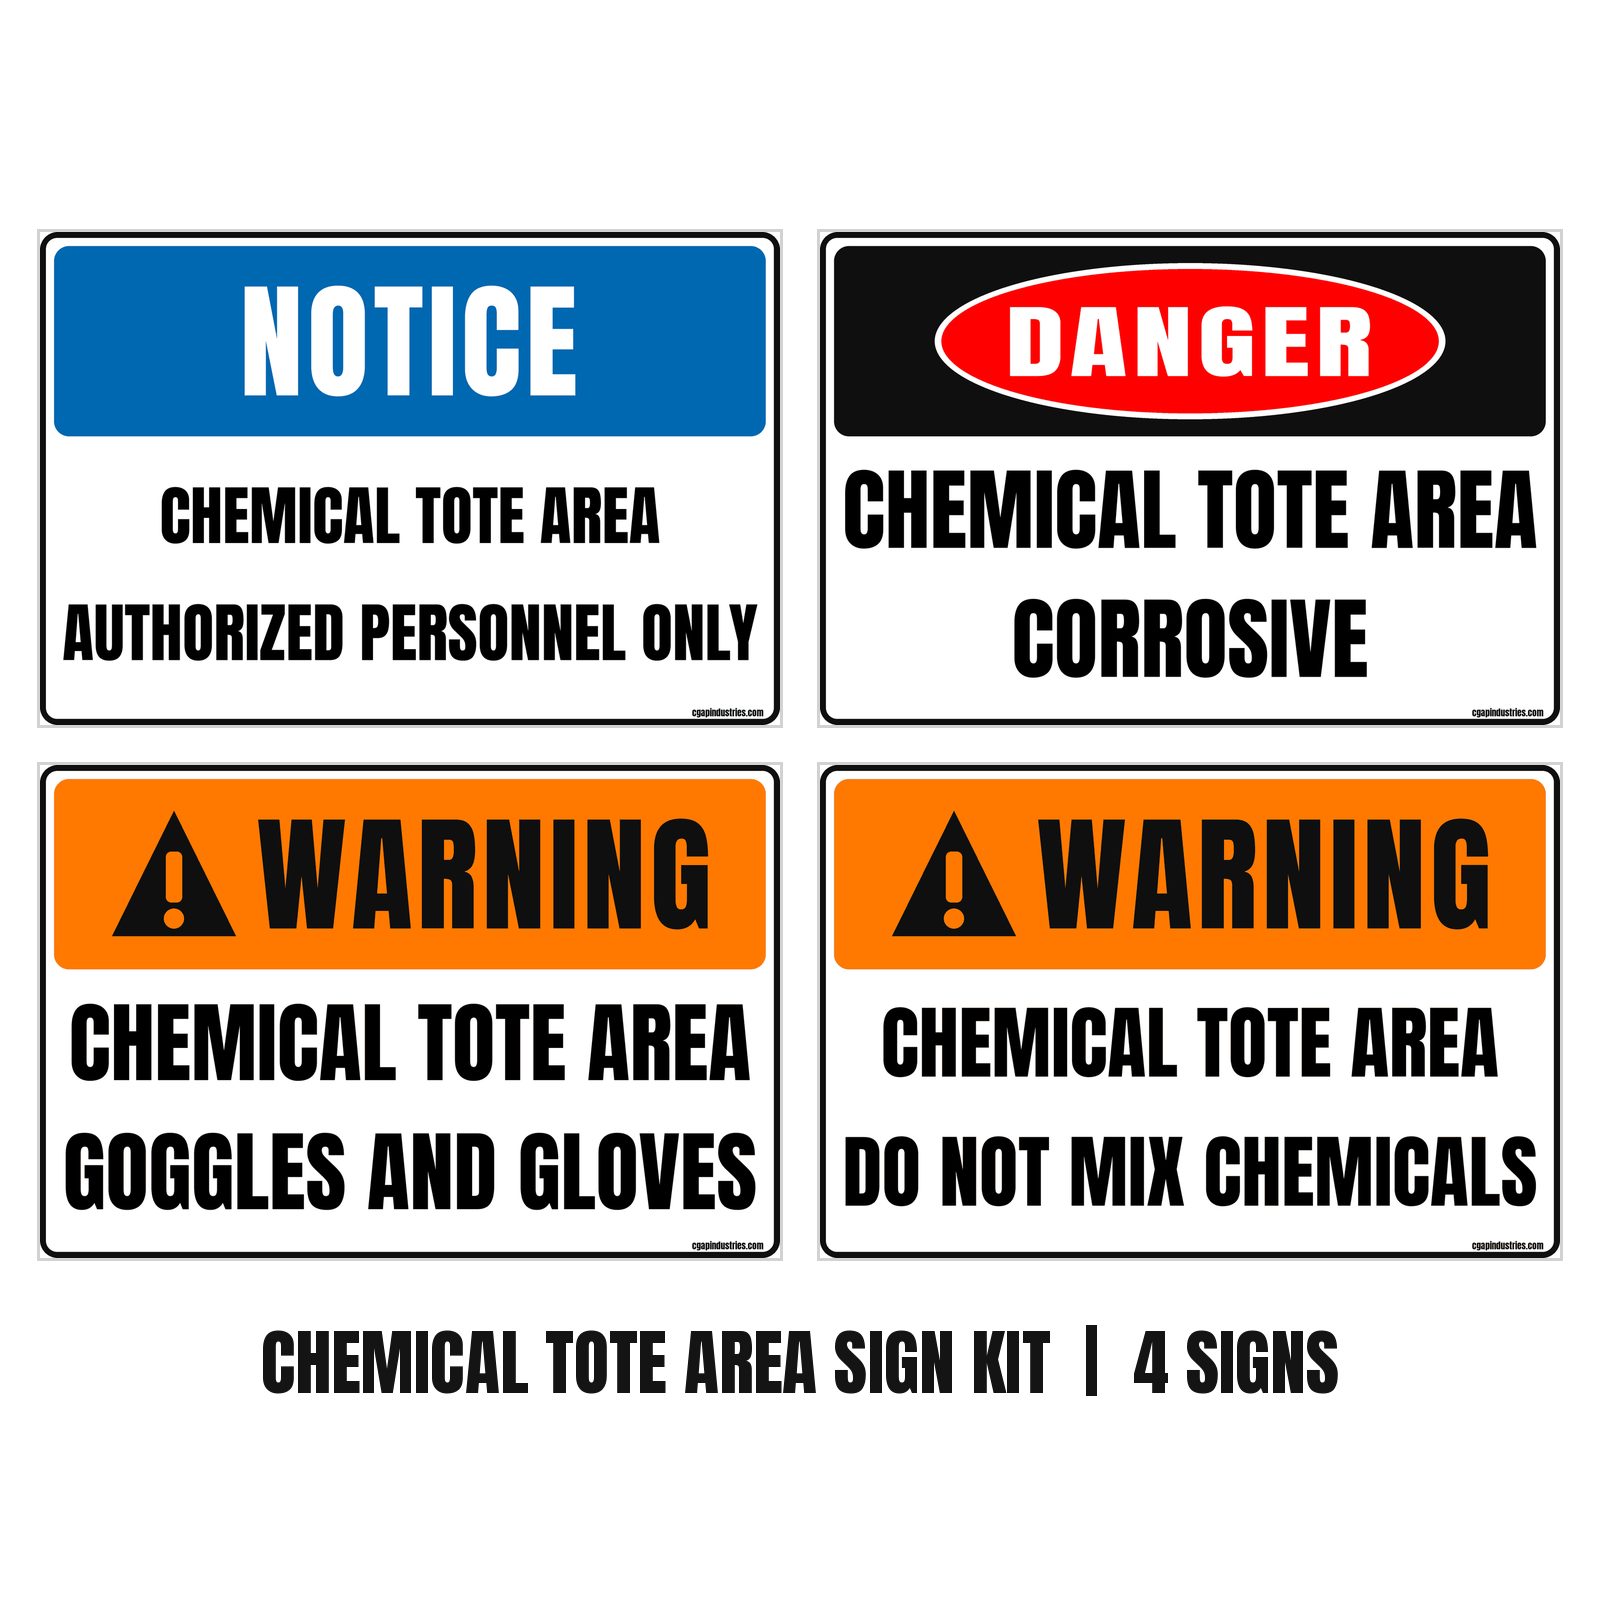 NOTICE
CHEMICAL TOTE AREA
AUTHORIZED PERSONNEL ONLY
cgapindustries.com
DANGER
CHEMICAL TOTE AREA
CORROSIVE
cgapindustries.com
WARNING
CHEMICAL TOTE AREA
GOGGLES AND GLOVES
cgapindustries.com
WARNING
CHEMICAL TOTE AREA
DO NOT MIX CHEMICALS
cgapindustries.com
CHEMICAL TOTE AREA SIGN KIT | 4 SIGNS